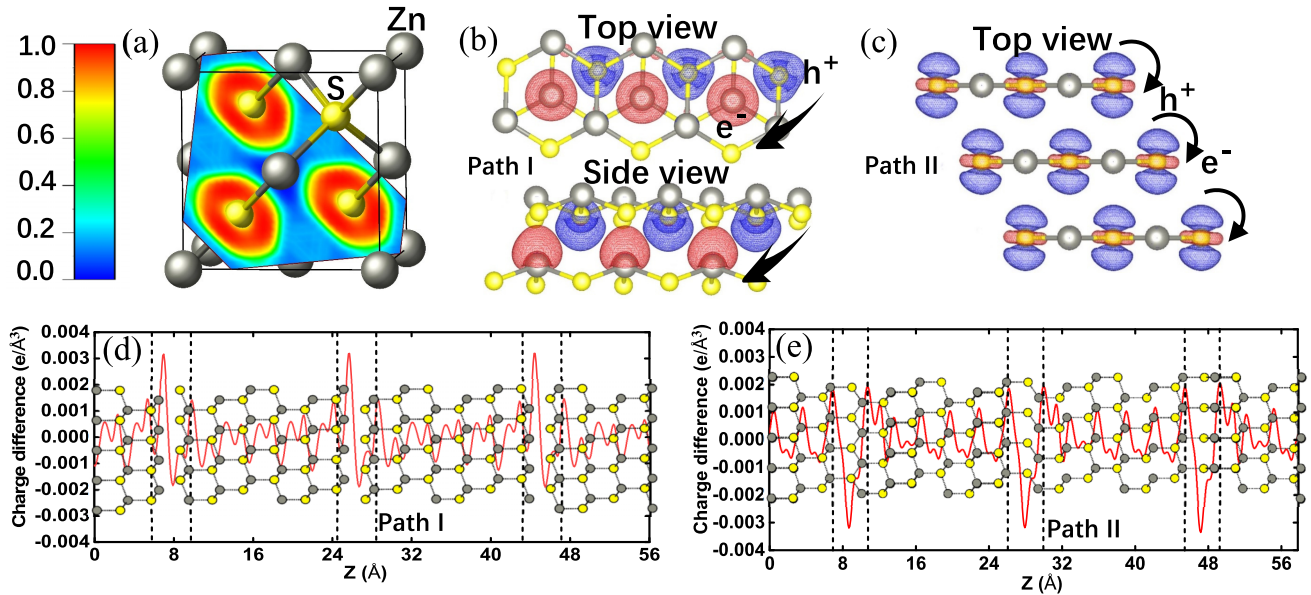 1.0
0.8
0.6
0.4
0.2
0.0
(a)
Zn
S
(b)
Top view
h+
e-
Path I
Side view
(c)
Top view
h+
Path II
e-
Charge difference (e/Å³)
0.004
0.003
0.002
0.001
0.000
-0.001
-0.002
-0.003
-0.004
(d)
Path I
0 8 16 24 32 40 48 56
Z (Å)
Charge difference (e/Å³)
0.004
0.003
0.002
0.001
0.000
-0.001
-0.002
-0.003
-0.004
(e)
Path II
0 8 16 24 32 40 48 56
Z (Å)